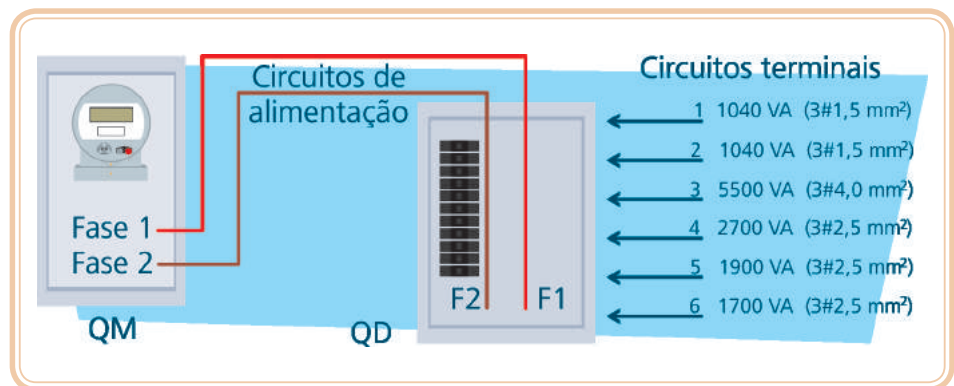 Circuitos de
alimentação
Circuitos terminais
1 1040 VA (3#1,5 mm²)
2 1040 VA (3#1,5 mm²)
3 5500 VA (3#4,0 mm²)
4 2700 VA (3#2,5 mm²)
5 1900 VA (3#2,5 mm²)
6 1700 VA (3#2,5 mm²)
Fase 1
Fase 2
F2 F1
QM
QD